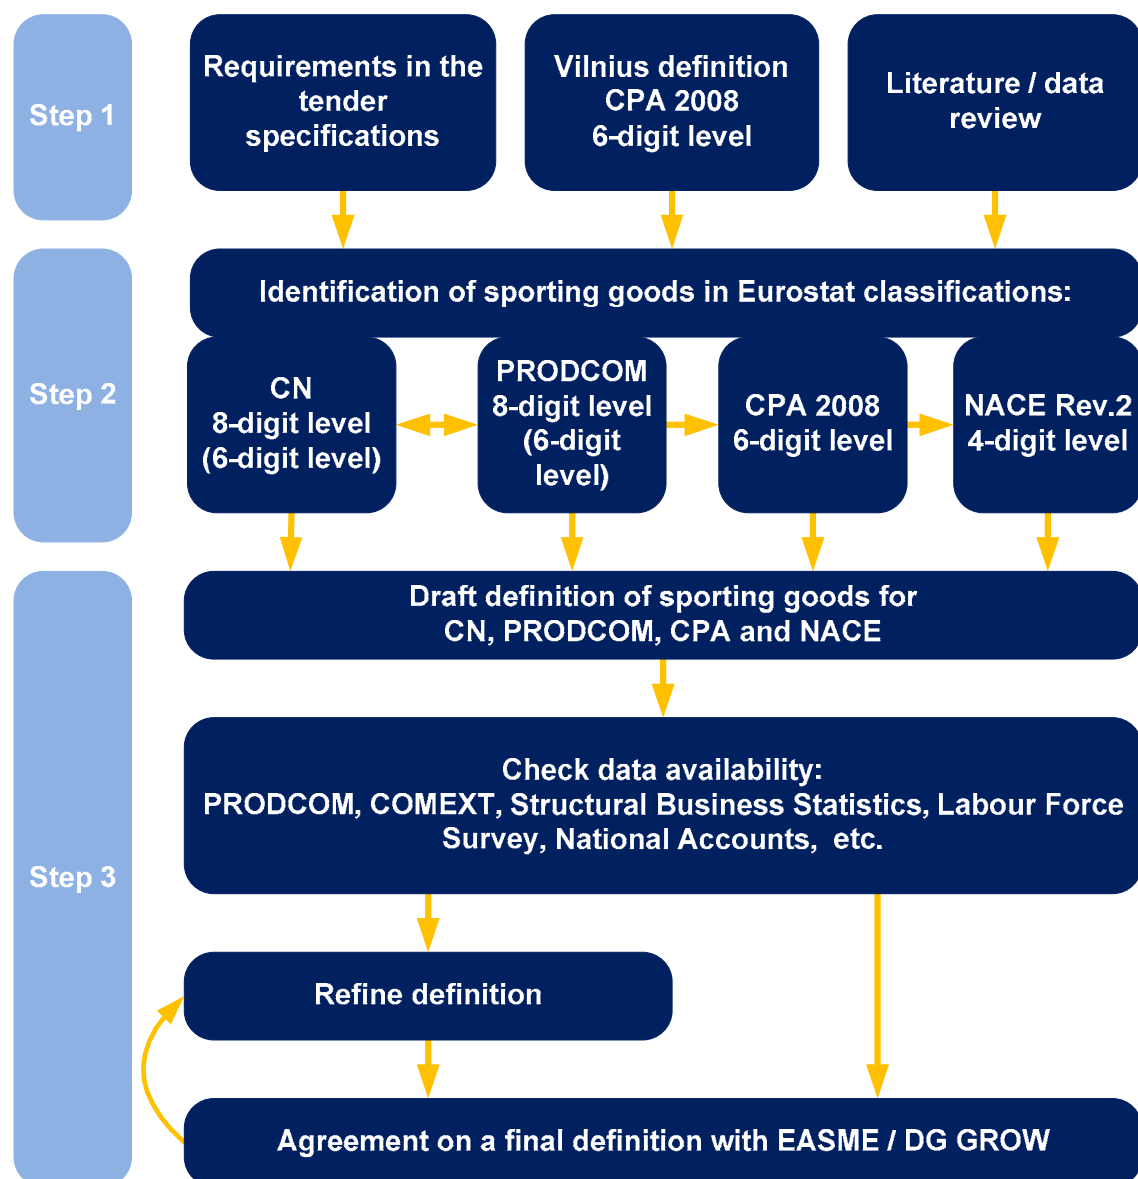 Step 1
Requirements in the
tender
specifications
Vilnius definition
CPA 2008
6-digit level
Literature / data
review
Step 2
Identification of sporting goods in Eurostat classifications:
CN
8-digit level
(6-digit level)
PRODCOM
8-digit level
(6-digit
level)
CPA 2008
6-digit level
NACE Rev.2
4-digit level
Step 3
Draft definition of sporting goods for
CN, PRODCOM, CPA and NACE
Check data availability:
PRODCOM, COMEXT, Structural Business Statistics, Labour Force
Survey, National Accounts, etc.
Refine definition
Agreement on a final definition with EASME / DG GROW